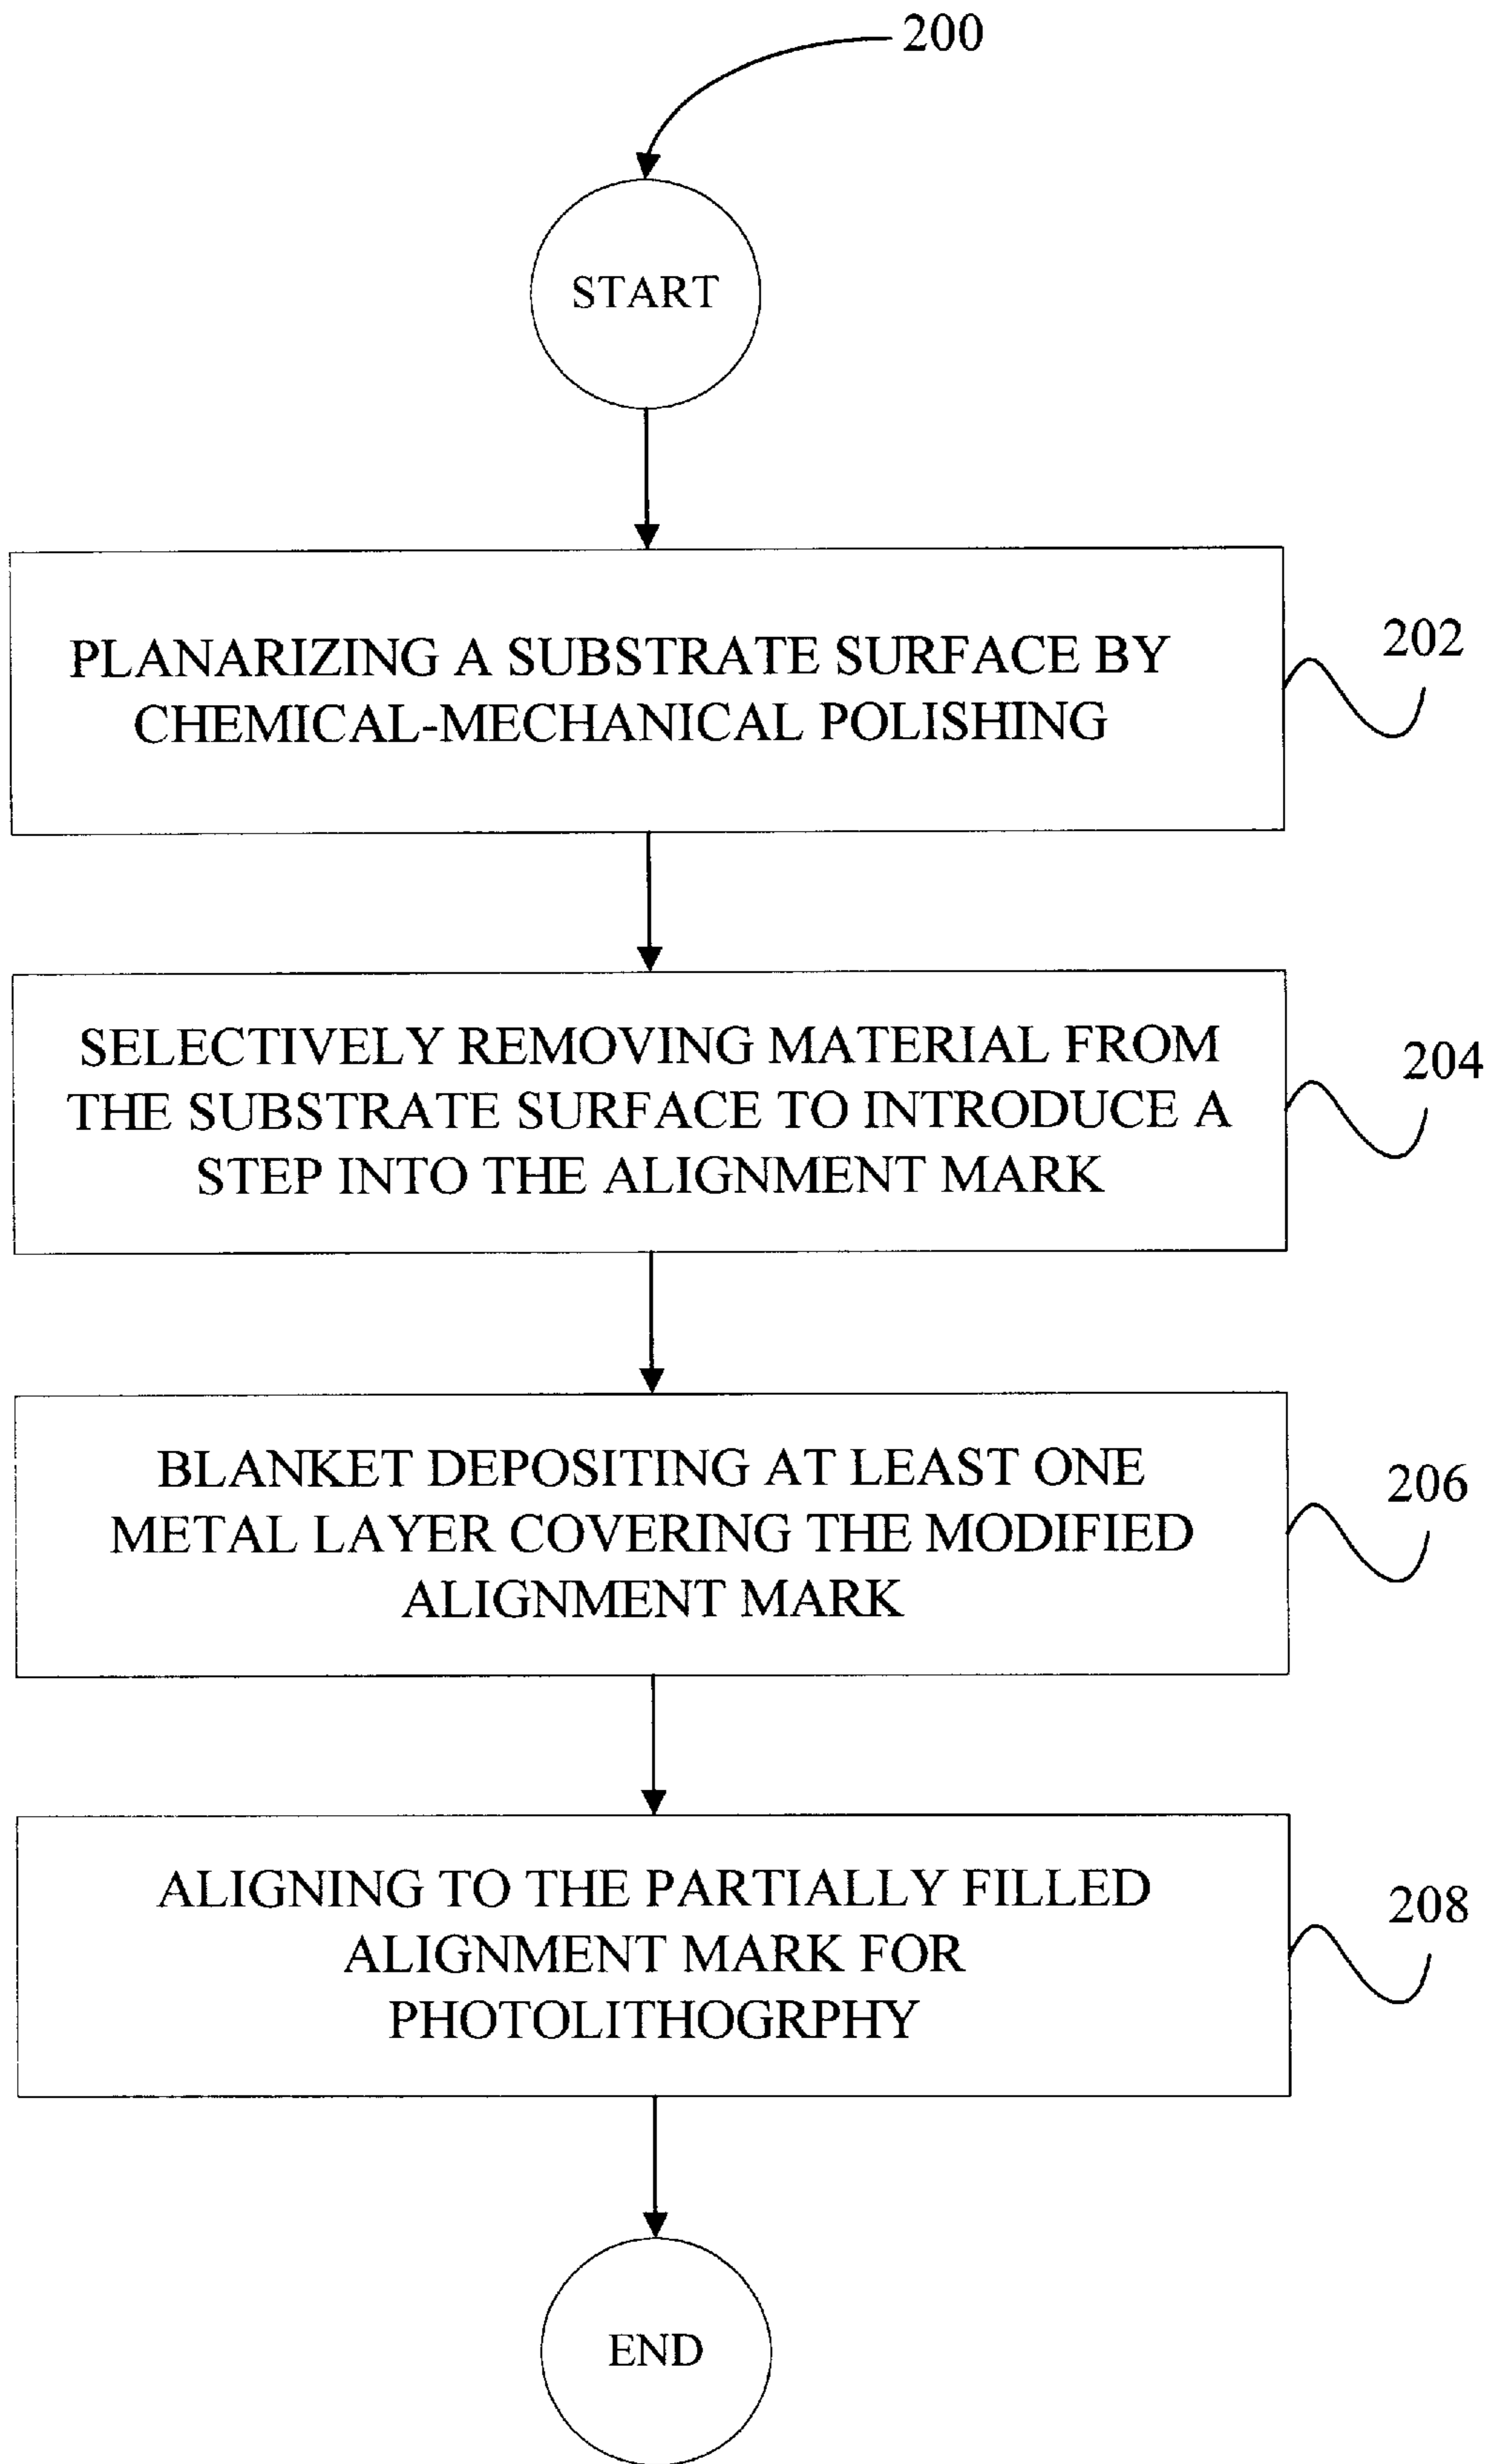 200
START
PLANARIZING A SUBSTRATE SURFACE BY
CHEMICAL-MECHANICAL POLISHING
202
SELECTIVELY REMOVING MATERIAL FROM
THE SUBSTRATE SURFACE TO INTRODUCE A
STEP INTO THE ALIGNMENT MARK
204
BLANKET DEPOSITING AT LEAST ONE
METAL LAYER COVERING THE MODIFIED
ALIGNMENT MARK
206
ALIGNING TO THE PARTIALLY FILLED
ALIGNMENT MARK FOR
PHOTOLITHOGRPHY
208
END